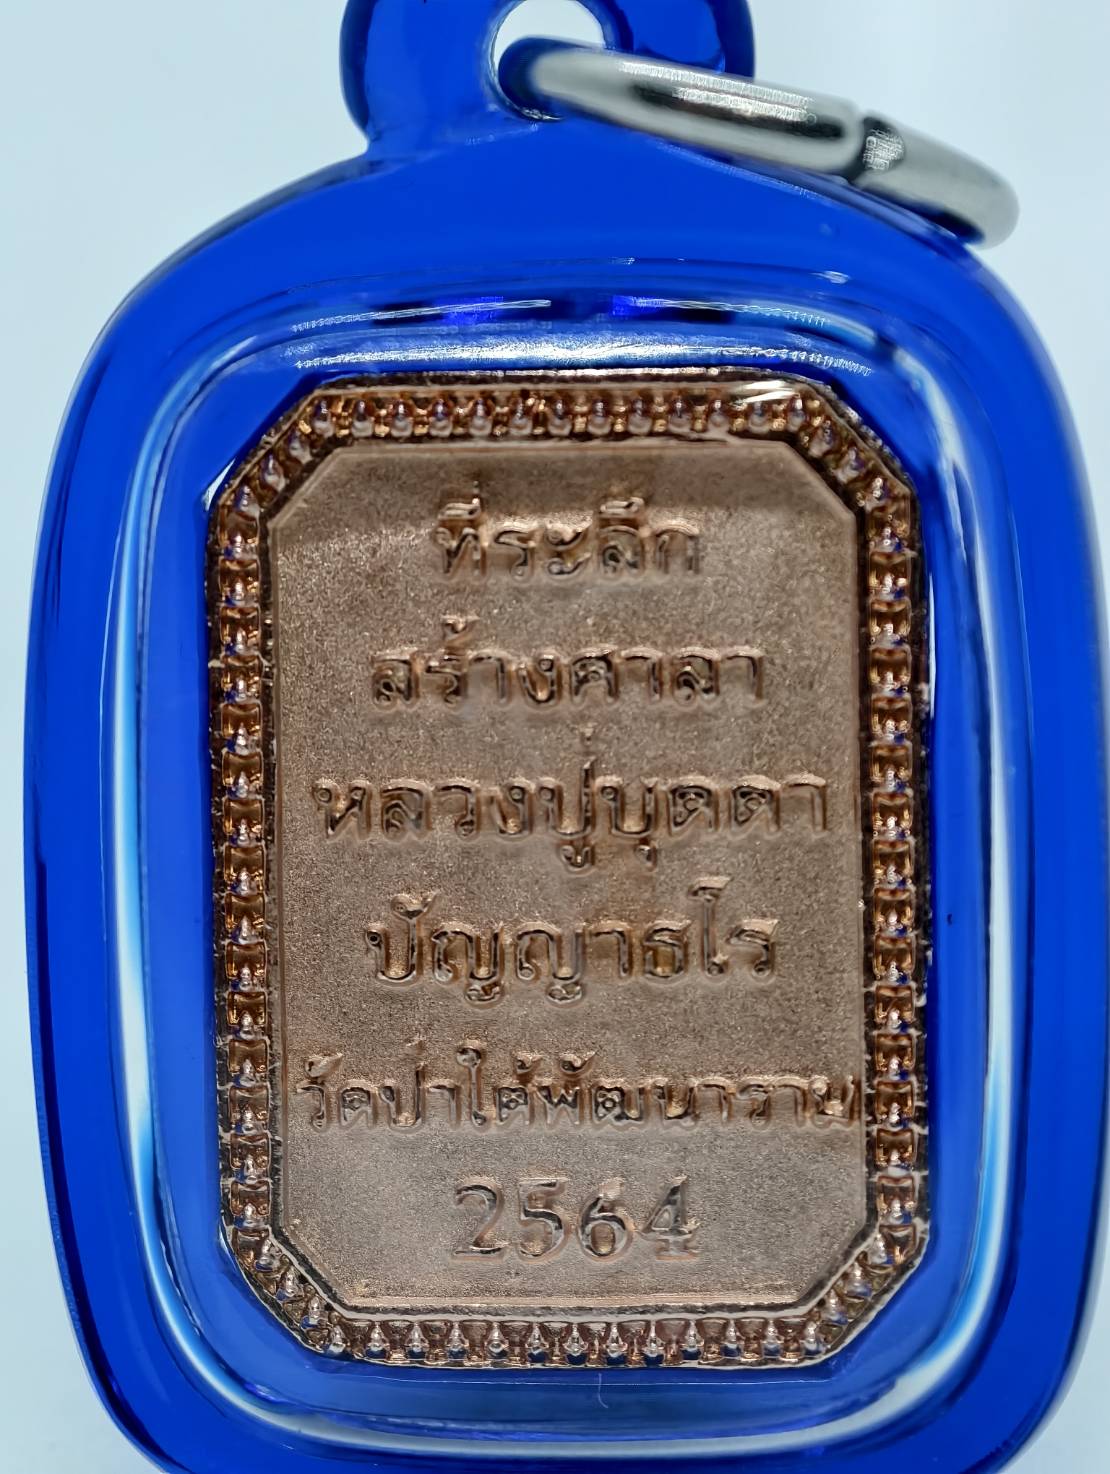 ที่ระลึก
สร้างศาลา
หลวงปู่บุดดา
ปัญญาธโร
วัดป่าใต้พัฒนาราม
2564